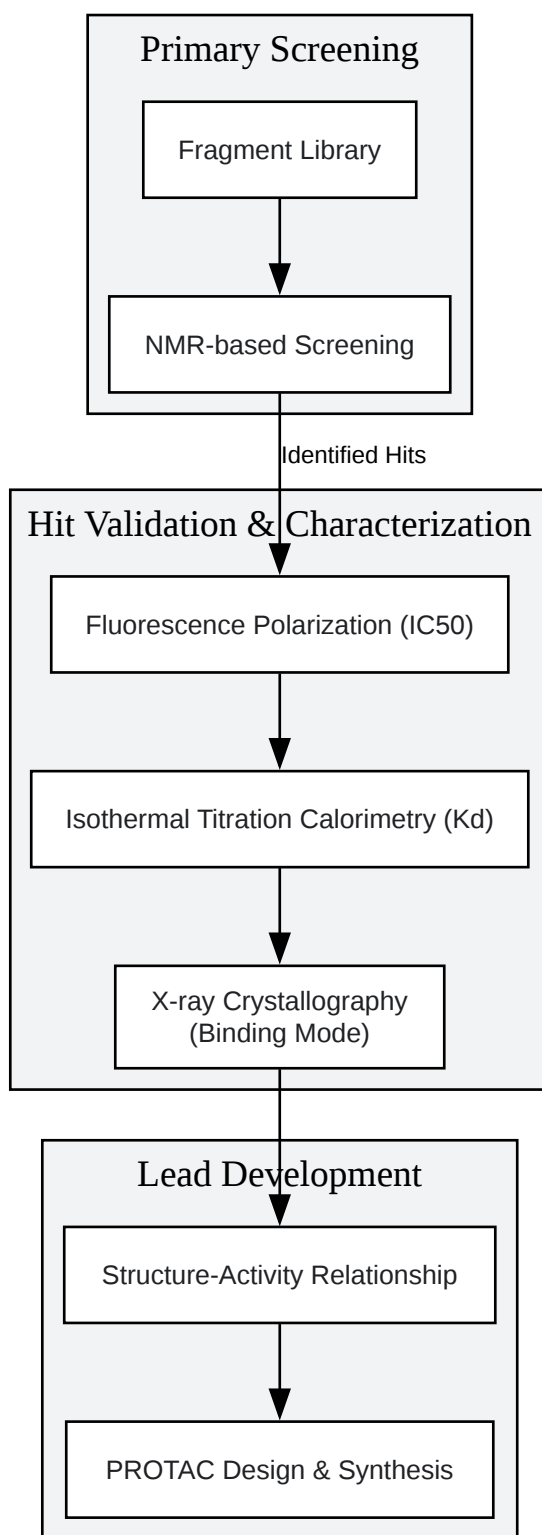 Primary Screening
Fragment Library
NMR-based Screening
Identified Hits
Hit Validation & Characterization
Fluorescence Polarization (IC50)
Isothermal Titration Calorimetry (Kd)
X-ray Crystallography
(Binding Mode)
Lead Development
Structure-Activity Relationship
PROTAC Design & Synthesis